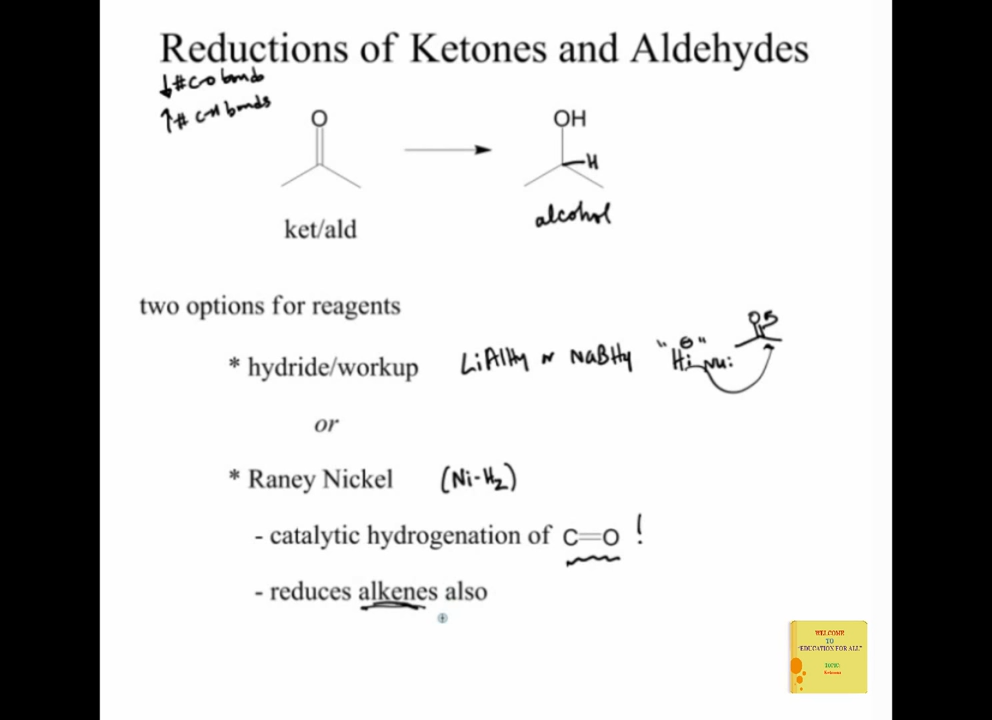 Reductions of Ketones and Aldehydes
↓# C-O bonds
↑# C-H bonds
O
OH
H
alcohol
ket/ald
two options for reagents
* hydride/workup LiAlH4 or NaBH4 "H:⊖" Nu:
or
* Raney Nickel (Ni-H2)
- catalytic hydrogenation of C=O !
- reduces alkenes also
WELCOME
TO
"EDUCATION FOR ALL"